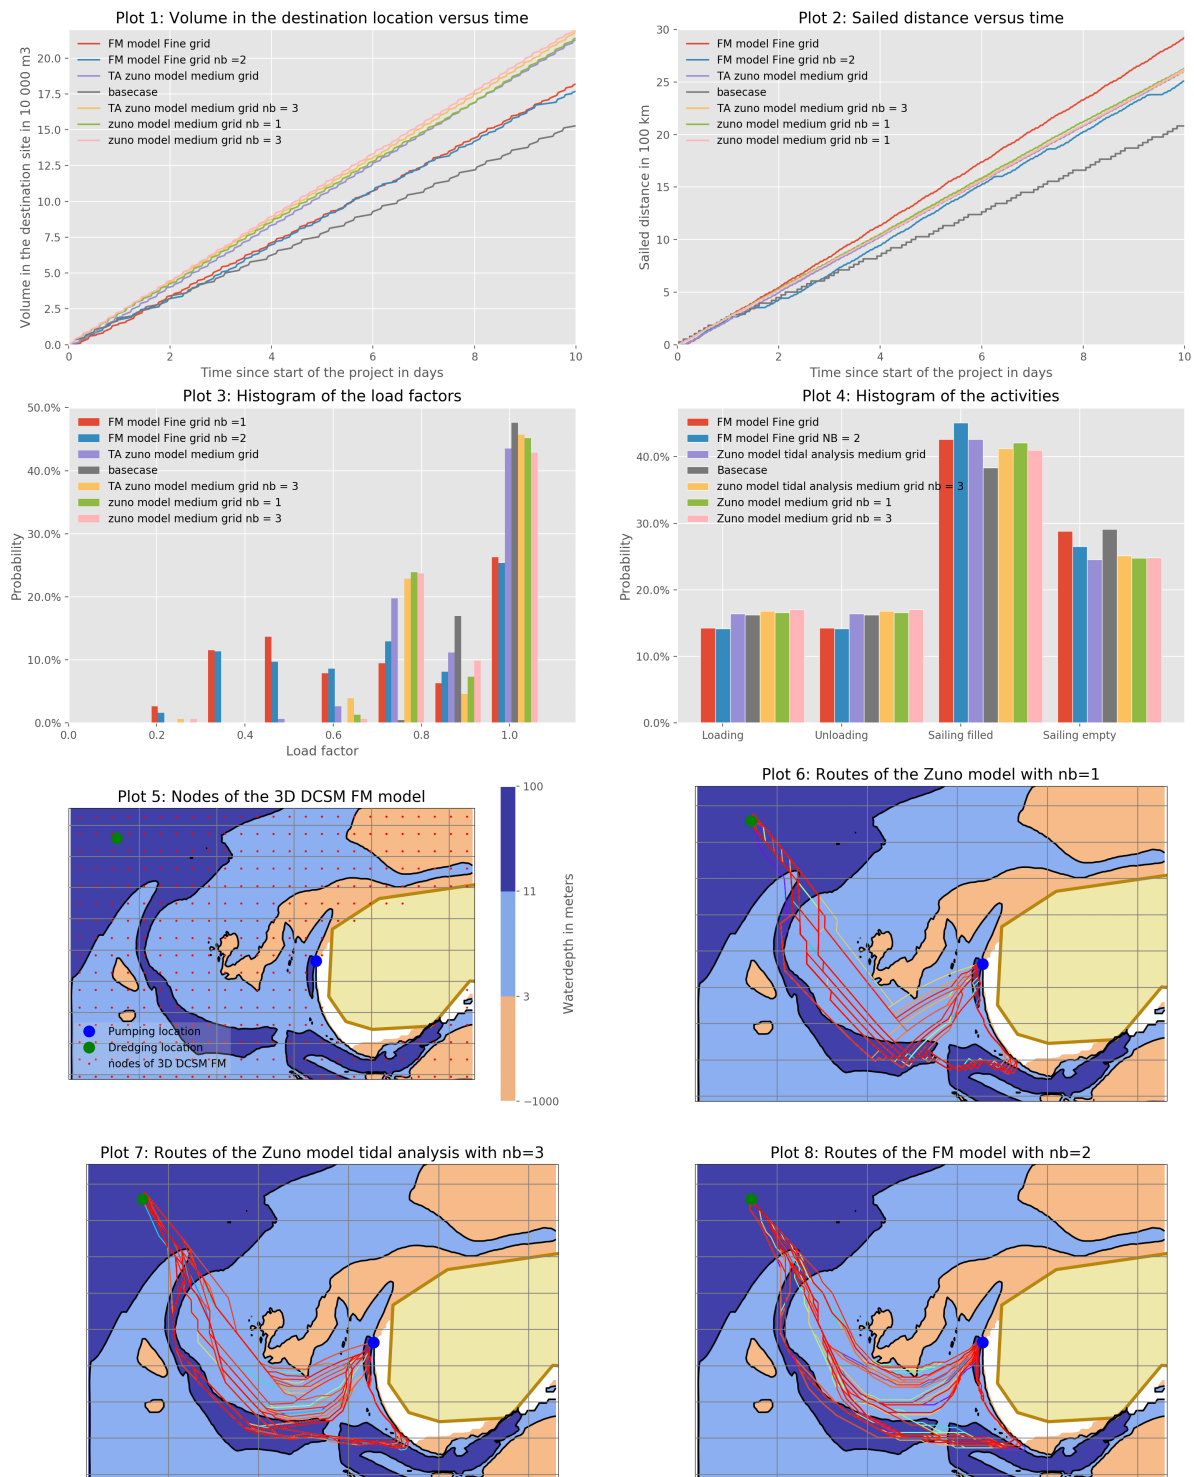 Plot 1: Volume in the destination location versus time
Volume in the destination site in 10 000 m3
20.0
17.5
15.0
12.5
10.0
7.5
5.0
2.5
0.0
FM model Fine grid
FM model Fine grid nb =2
TA zuno model medium grid
basecase
TA zuno model medium grid nb = 3
zuno model medium grid nb = 1
zuno model medium grid nb = 3
0 2 4 6 8 10
Time since start of the project in days
Plot 2: Sailed distance versus time
Sailed distance in 100 km
30
25
20
15
10
5
0
FM model Fine grid
FM model Fine grid nb =2
TA zuno model medium grid
basecase
TA zuno model medium grid nb = 3
zuno model medium grid nb = 1
zuno model medium grid nb = 1
0 2 4 6 8 10
Time since start of the project in days
Plot 3: Histogram of the load factors
Probability
50.0%
40.0%
30.0%
20.0%
10.0%
0.0%
FM model Fine grid nb =1
FM model Fine grid nb =2
TA zuno model medium grid
basecase
TA zuno model medium grid nb = 3
zuno model medium grid nb = 1
zuno model medium grid nb = 3
0.0 0.2 0.4 0.6 0.8 1.0
Load factor
Plot 4: Histogram of the activities
Probability
40.0%
30.0%
20.0%
10.0%
0.0%
FM model Fine grid
FM model Fine grid NB = 2
Zuno model tidal analysis medium grid
Basecase
zuno model tidal analysis medium grid nb = 3
Zuno model medium grid nb = 1
Zuno model medium grid nb = 3
Loading Unloading Sailing filled Sailing empty
Plot 5: Nodes of the 3D DCSM FM model
Pumping location
Dredging location
nodes of 3D DCSM FM
100
11
3
−1000
Waterdepth in meters
Plot 6: Routes of the Zuno model with nb=1
Plot 7: Routes of the Zuno model tidal analysis with nb=3
Plot 8: Routes of the FM model with nb=2